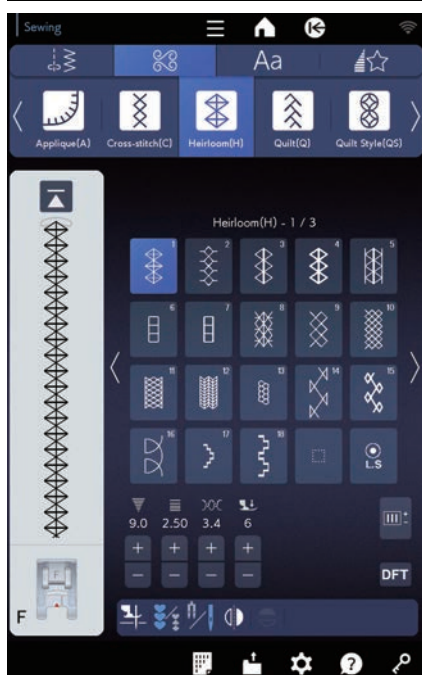 Sewing
Aa
Applique(A) Cross-stitch(C) Heirloom(H) Quilt(Q) Quilt Style(QS)
Heirloom(H) - 1 / 3
1 2 3 4 5
6 7 8 9 10
11 12 13 14 15
16 17 18 L.S
9.0 2.50 3.4 6
+ + + +
− − − −
DFT
F
?